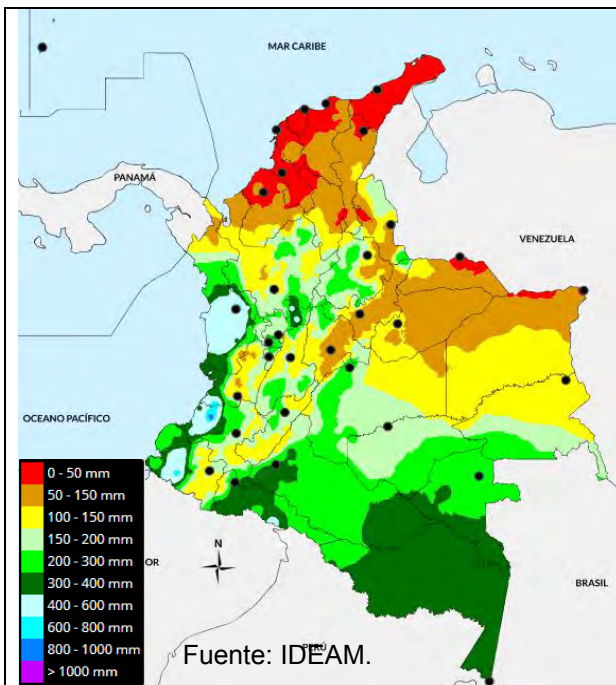 MAR CARIBE
PANAMÁ
VENEZUELA
OCEANO PACÍFICO
0 - 50 mm
50 - 150 mm
100 - 150 mm
150 - 200 mm
200 - 300 mm
300 - 400 mm
400 - 600 mm
600 - 800 mm
800 - 1000 mm
> 1000 mm
OR
N
BRASIL
PERÚ
Fuente: IDEAM.